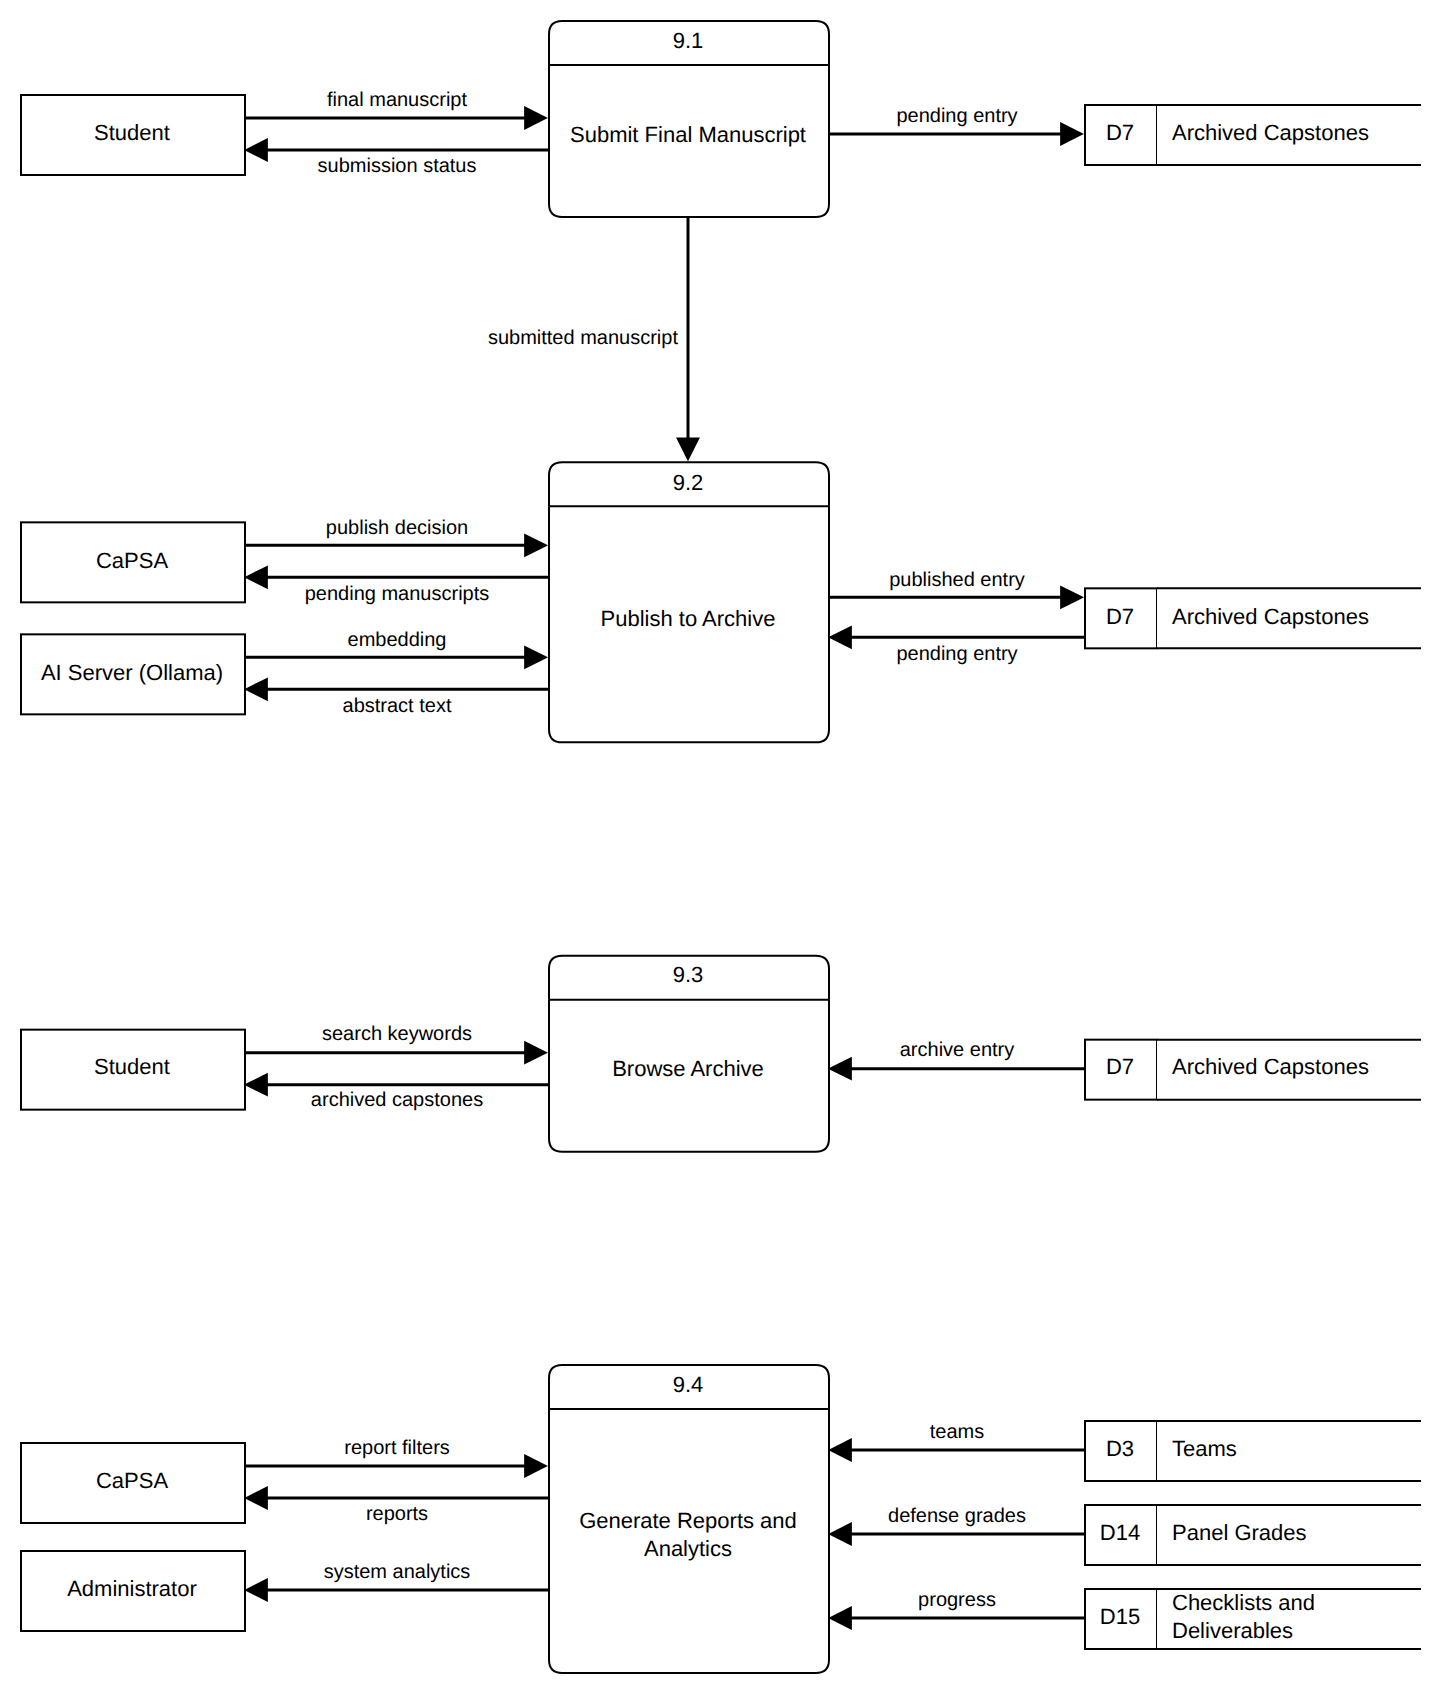 9.1
final manuscript
Student
Submit Final Manuscript
pending entry
D7
Archived Capstones
submission status
submitted manuscript
9.2
publish decision
CaPSA
pending manuscripts
embedding
AI Server (Ollama)
abstract text
Publish to Archive
published entry
D7
Archived Capstones
pending entry
9.3
search keywords
Student
archived capstones
Browse Archive
archive entry
D7
Archived Capstones
9.4
report filters
CaPSA
reports
system analytics
Administrator
Generate Reports and
Analytics
teams
D3
Teams
defense grades
D14
Panel Grades
progress
D15
Checklists and
Deliverables